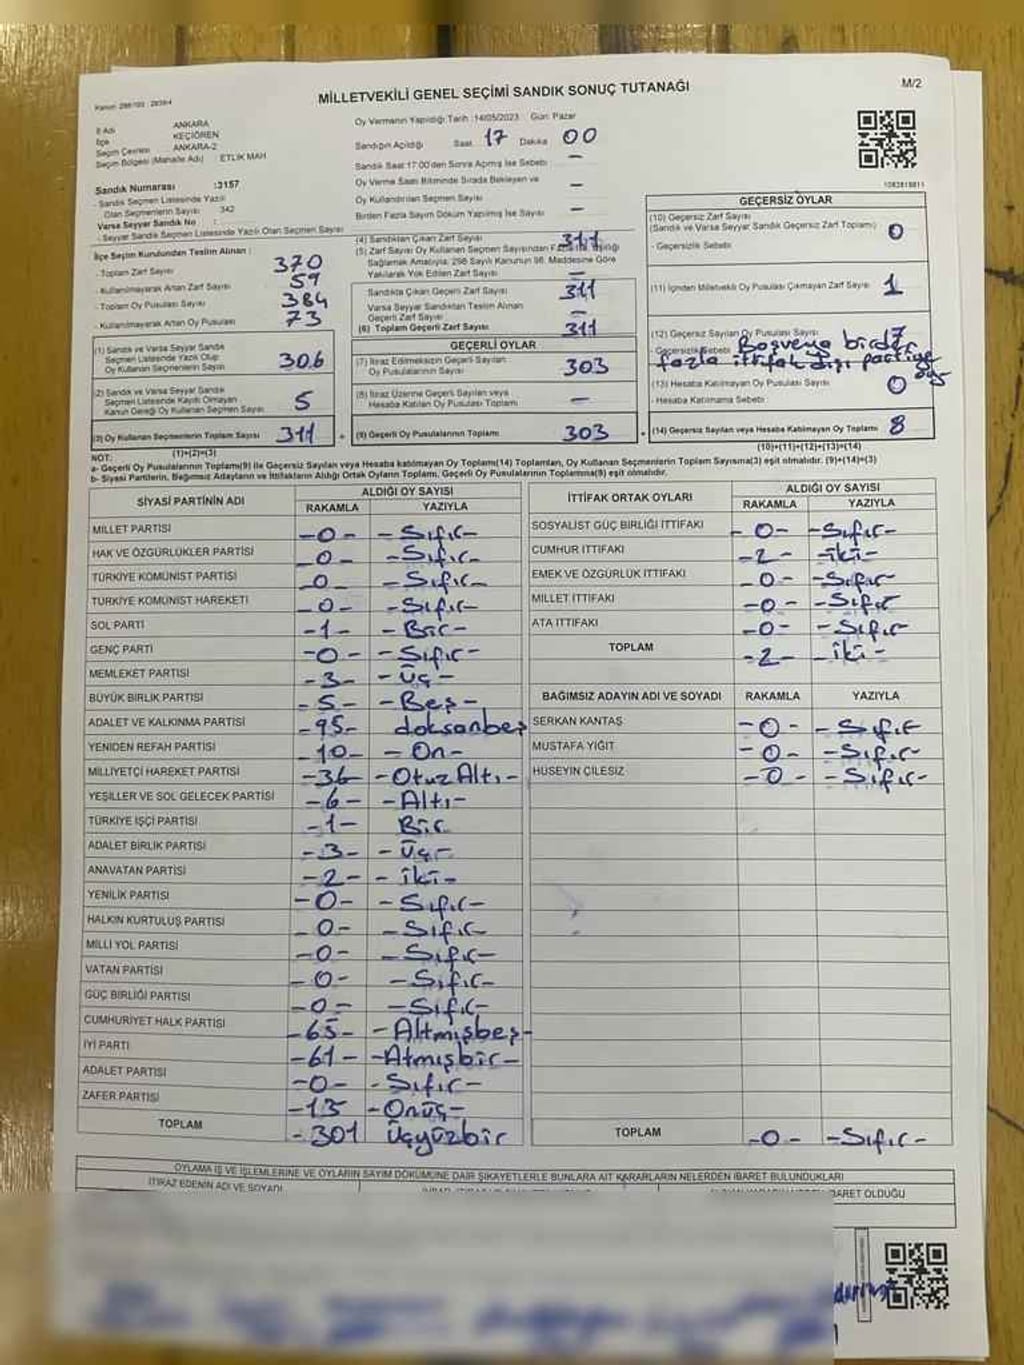 MİLLETVEKİLİ GENEL SEÇİMİ SANDIK SONUÇ TUTANAĞI
M/2
Kanun: 298/103 ; 2839/4
İl Adı ANKARA
İlçe KEÇİÖREN
Seçim Çevresi ANKARA-2
Seçim Bölgesi (Mahalle Adı) ETLİK MAH
Sandık Numarası :3157
- Sandık Seçmen Listesinde Yazılı
Olan Seçmenlerin Sayısı 342
Varsa Seyyar Sandık No :
- Seyyar Sandık Seçmen Listesinde Yazılı Olan Seçmen Sayısı
Oy Vermenin Yapıldığı Tarih :14/05/2023 Gün: Pazar
Sandığın Açıldığı Saat 17 Dakika 00
Sandık Saat 17:00'den Sonra Açmış İse Sebebi -
Oy Verme Saati Bitiminde Sırada Bekleyen ve
Oy Kullandırılan Seçmen Sayısı -
Birden Fazla Sayım Döküm Yapılmış İse Sayısı -
1083818811
İlçe Seçim Kurulundan Teslim Alınan :
- Toplam Zarf Sayısı 370
- Kullanılmayarak Artan Zarf Sayısı 59
- Toplam Oy Pusulası Sayısı 384
- Kullanılmayarak Artan Oy Pusulası 73
(1) Sandık ve Varsa Seyyar Sandık
Seçmen Listesinde Yazılı Olup
Oy Kullanan Seçmenlerin Sayısı 306
(2) Sandık ve Varsa Seyyar Sandık
Seçmen Listesinde Kaydı Olmayan
Kanun Gereği Oy Kullanan Seçmen Sayısı 5
(3) Oy Kullanan Seçmenlerin Toplam Sayısı 311
(1)+(2)=(3)
(4) Sandıktan Çıkan Zarf Sayısı 311
(5) Zarf Sayısı Oy Kullanan Seçmen Sayısından Fazla ise, Eşitliği
Sağlamak Amacıyla; 298 Sayılı Kanunun 98. Maddesine Göre
Yakılarak Yok Edilen Zarf Sayısı -
Sandıkta Çıkan Geçerli Zarf Sayısı 311
Varsa Seyyar Sandıktan Teslim Alınan
Geçerli Zarf Sayısı -
(6) Toplam Geçerli Zarf Sayısı 311
GEÇERLİ OYLAR
(7) İtiraz Edilmeksizin Geçerli Sayılan
Oy Pusulasının Sayısı 303
(8) İtiraz Üzerine Geçerli Sayılan veya
Hesaba Katılan Oy Pusulası Toplamı -
(9) Geçerli Oy Pusulalarının Toplamı 303
GEÇERSİZ OYLAR
(10) Geçersiz Zarf Sayısı
(Sandık ve Varsa Seyyar Sandık Geçersiz Zarf Toplamı) 0
- Geçersizlik Sebebi
(11) İçinden Milletvekili Oy Pusulası Çıkmayan Zarf Sayısı 1
(12) Geçersiz Sayılan Oy Pusulası Sayısı 7
- Geçersizlik Sebebi Boş veya birden
fazla ittifak dışı partiye
oy
(13) Hesaba Katılmayan Oy Pusulası Sayısı 0
- Hesaba Katılmama Sebebi
(14) Geçersiz Sayılan veya Hesaba Katılmayan Oy Toplamı 8
(10)+(11)+(12)+(13)=(14)
NOT:
a- Geçerli Oy Pusulalarının Toplamı(9) ile Geçersiz Sayılan veya Hesaba katılmayan Oy Toplamı(14) Toplamları, Oy Kullanan Seçmenlerin Toplam Sayısına(3) eşit olmalıdır. (9)+(14)=(3)
b- Siyasi Partilerin, Bağımsız Adayların ve İttifakların Aldığı Ortak Oyların Toplamı, Geçerli Oy Pusulalarının Toplamına(9) eşit olmalıdır.
SİYASİ PARTİNİN ADI ALDIĞI OY SAYISI
RAKAMLA YAZIYLA
MİLLET PARTİSİ -0- -Sıfır-
HAK VE ÖZGÜRLÜKLER PARTİSİ -0- -Sıfır-
TÜRKİYE KOMÜNİST PARTİSİ -0- -Sıfır-
TÜRKİYE KOMÜNİST HAREKETİ -0- -Sıfır-
SOL PARTİ -1- -Bir-
GENÇ PARTİ -0- -Sıfır-
MEMLEKET PARTİSİ -3- -Üç-
BÜYÜK BİRLİK PARTİSİ -5- -Beş-
ADALET VE KALKINMA PARTİSİ -95- doksanbeş
YENİDEN REFAH PARTİSİ -10- -On-
MİLLİYETÇİ HAREKET PARTİSİ -36- -Otuz Altı-
YEŞİLLER VE SOL GELECEK PARTİSİ -6- -Altı-
TÜRKİYE İŞÇİ PARTİSİ -1- Bir
ADALET BİRLİK PARTİSİ -3- -Üç-
ANAVATAN PARTİSİ -2- -iki-
YENİLİK PARTİSİ -0- -Sıfır-
HALKIN KURTULUŞ PARTİSİ -0- -Sıfır-
MİLLİ YOL PARTİSİ -0- -Sıfır-
VATAN PARTİSİ -0- -Sıfır-
GÜÇ BİRLİĞİ PARTİSİ -0- -Sıfır-
CUMHURİYET HALK PARTİSİ -65- -Altmışbeş-
İYİ PARTİ -61- -Atmışbir-
ADALET PARTİSİ -0- -Sıfır-
ZAFER PARTİSİ -13- -Onüç-
TOPLAM -301 Üçyüzbir
İTTİFAK ORTAK OYLARI ALDIĞI OY SAYISI
RAKAMLA YAZIYLA
SOSYALİST GÜÇ BİRLİĞİ İTTİFAKI -0- -Sıfır-
CUMHUR İTTİFAKI -2- -iki-
EMEK VE ÖZGÜRLÜK İTTİFAKI -0- -Sıfır
MİLLET İTTİFAKI -0- -Sıfır
ATA İTTİFAKI -0- -Sıfır
TOPLAM -2- -iki-
BAĞIMSIZ ADAYIN ADI VE SOYADI RAKAMLA YAZIYLA
SERKAN KANTAŞ -0- -Sıfır
MUSTAFA YİĞİT -0- -Sıfır-
HÜSEYİN ÇİLESİZ -0- -Sıfır-
TOPLAM -0- -Sıfır-
OYLAMA İŞ VE İŞLEMLERİNE VE OYLARIN SAYIM DÖKÜMÜNE DAİR ŞİKAYETLERLE BUNLARA AİT KARARLARIN NELERDEN İBARET BULUNDUKLARI
İTİRAZ EDENİN ADI VE SOYADI
İBARET OLDUĞU